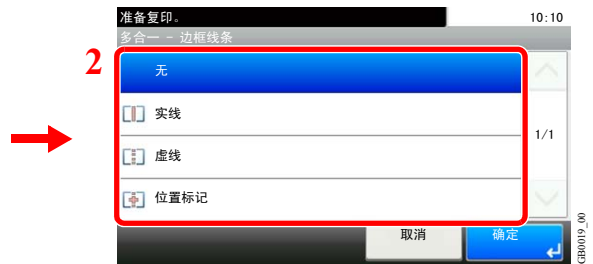 准备复印。 10:10
多合一 - 边框线条
2
无
实线
1/1
虚线
位置标记
取消 确定
GB0019_00